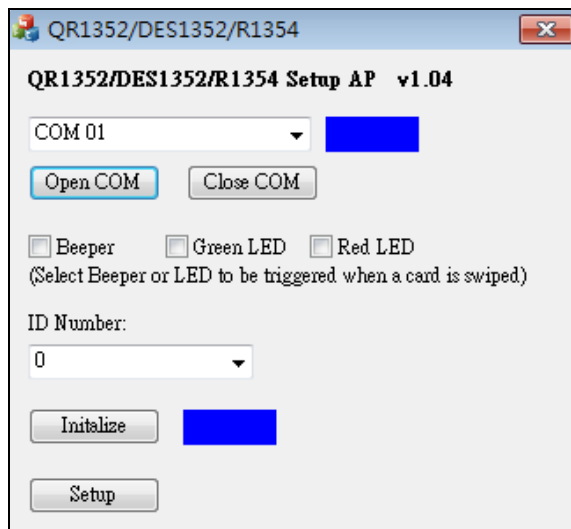 QR1352/DES1352/R1354
QR1352/DES1352/R1354 Setup AP v1.04
COM 01
Open COM Close COM
Beeper Green LED Red LED
(Select Beeper or LED to be triggered when a card is swiped)
ID Number:
0
Initalize
Setup